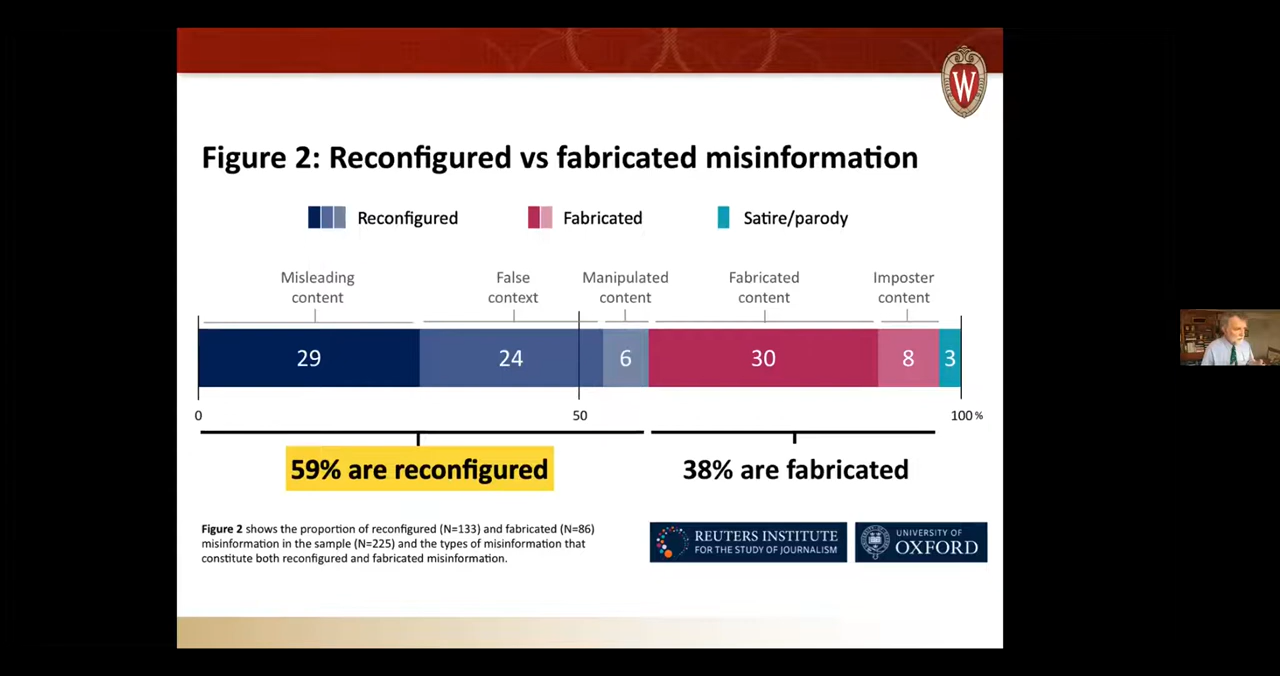 W
Figure 2: Reconfigured vs fabricated misinformation
Reconfigured
Fabricated
Satire/parody
Misleading
content
False
context
Manipulated
content
Fabricated
content
Imposter
content
29
24
6
30
8
3
0
50
100 %
59% are reconfigured
38% are fabricated
Figure 2 shows the proportion of reconfigured (N=133) and fabricated (N=86)
misinformation in the sample (N=225) and the types of misinformation that
constitute both reconfigured and fabricated misinformation.
REUTERS INSTITUTE
FOR THE STUDY OF JOURNALISM
UNIVERSITY OF
OXFORD